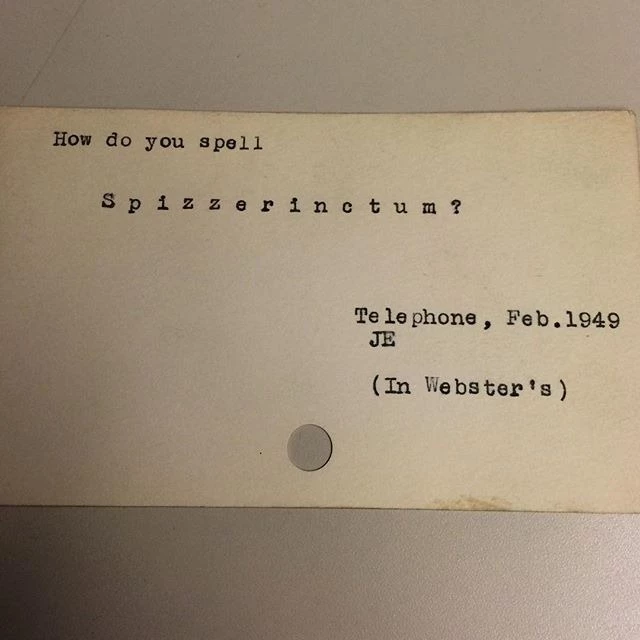 How do you spell
Spizzerinctum?
Telephone, Feb.1949
JE
(In Webster's)